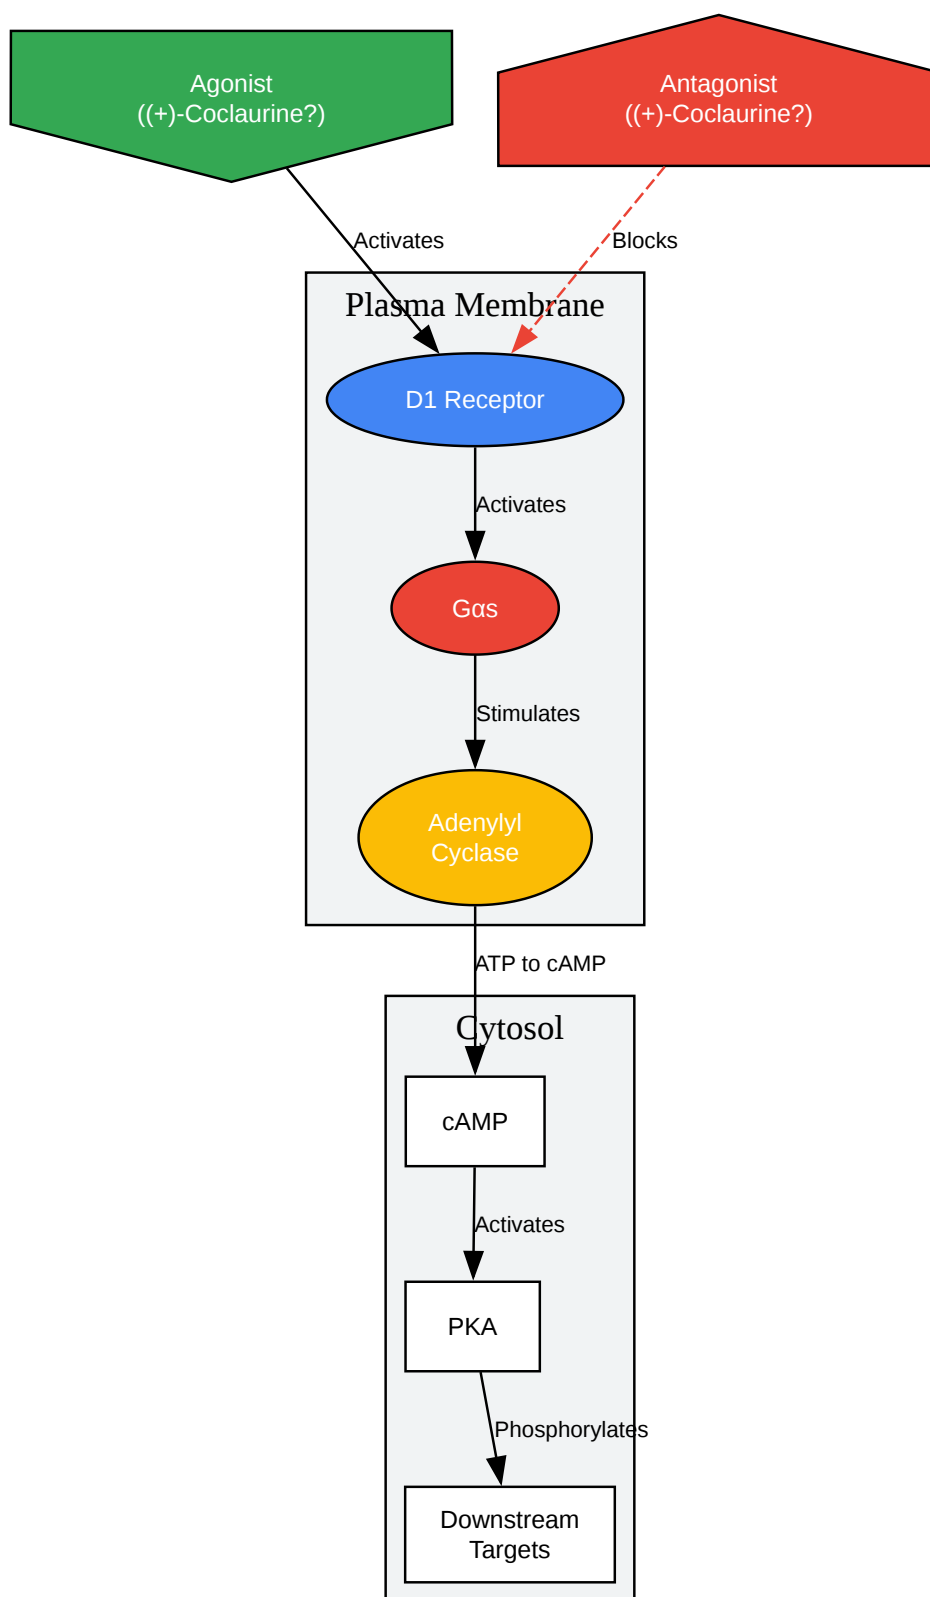 Agonist
((+)-Coclaurine?)
Antagonist
((+)-Coclaurine?)
Activates
Blocks
Plasma Membrane
D1 Receptor
Activates
Gαs
Stimulates
Adenylyl
Cyclase
ATP to cAMP
Cytosol
cAMP
Activates
PKA
Phosphorylates
Downstream
Targets